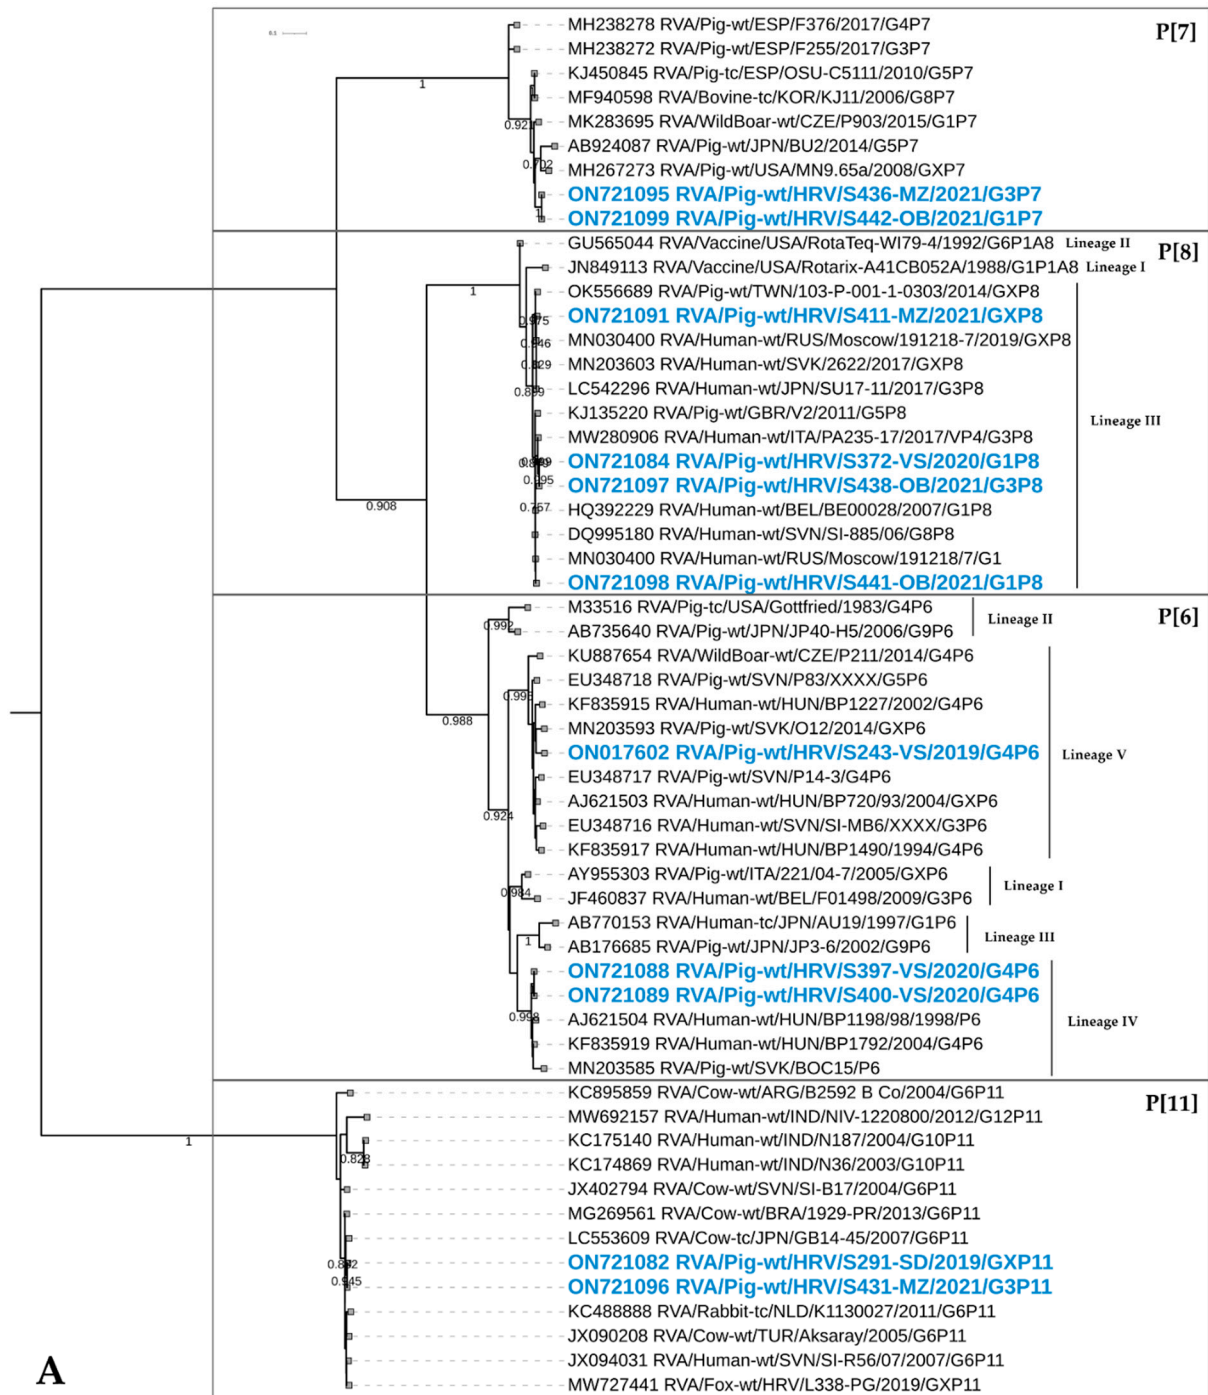 0.1
MH238278 RVA/Pig-wt/ESP/F376/2017/G4P7
P[7]
MH238272 RVA/Pig-wt/ESP/F255/2017/G3P7
KJ450845 RVA/Pig-tc/ESP/OSU-C5111/2010/G5P7
1
MF940598 RVA/Bovine-tc/KOR/KJ11/2006/G8P7
MK283695 RVA/WildBoar-wt/CZE/P903/2015/G1P7
AB924087 RVA/Pig-wt/JPN/BU2/2014/G5P7
0.702
MH267273 RVA/Pig-wt/USA/MN9.65a/2008/GXP7
ON721095 RVA/Pig-wt/HRV/S436-MZ/2021/G3P7
1
ON721099 RVA/Pig-wt/HRV/S442-OB/2021/G1P7
GU565044 RVA/Vaccine/USA/RotaTeq-WI79-4/1992/G6P1A8 Lineage II
P[8]
JN849113 RVA/Vaccine/USA/Rotarix-A41CB052A/1988/G1P1A8 Lineage I
1
OK556689 RVA/Pig-wt/TWN/103-P-001-1-0303/2014/GXP8
ON721091 RVA/Pig-wt/HRV/S411-MZ/2021/GXP8
MN030400 RVA/Human-wt/RUS/Moscow/191218-7/2019/GXP8
MN203603 RVA/Human-wt/SVK/2622/2017/GXP8
LC542296 RVA/Human-wt/JPN/SU17-11/2017/G3P8
KJ135220 RVA/Pig-wt/GBR/V2/2011/G5P8
Lineage III
MW280906 RVA/Human-wt/ITA/PA235-17/2017/VP4/G3P8
ON721084 RVA/Pig-wt/HRV/S372-VS/2020/G1P8
ON721097 RVA/Pig-wt/HRV/S438-OB/2021/G3P8
0.908
0.757
HQ392229 RVA/Human-wt/BEL/BE00028/2007/G1P8
DQ995180 RVA/Human-wt/SVN/SI-885/06/G8P8
MN030400 RVA/Human-wt/RUS/Moscow/191218/7/G1
ON721098 RVA/Pig-wt/HRV/S441-OB/2021/G1P8
M33516 RVA/Pig-tc/USA/Gottfried/1983/G4P6
P[6]
Lineage II
0.992
AB735640 RVA/Pig-wt/JPN/JP40-H5/2006/G9P6
KU887654 RVA/WildBoar-wt/CZE/P211/2014/G4P6
EU348718 RVA/Pig-wt/SVN/P83/XXXX/G5P6
KF835915 RVA/Human-wt/HUN/BP1227/2002/G4P6
0.988
MN203593 RVA/Pig-wt/SVK/O12/2014/GXP6
ON017602 RVA/Pig-wt/HRV/S243-VS/2019/G4P6
Lineage V
EU348717 RVA/Pig-wt/SVN/P14-3/G4P6
AJ621503 RVA/Human-wt/HUN/BP720/93/2004/GXP6
0.924
EU348716 RVA/Human-wt/SVN/SI-MB6/XXXX/G3P6
KF835917 RVA/Human-wt/HUN/BP1490/1994/G4P6
AY955303 RVA/Pig-wt/ITA/221/04-7/2005/GXP6
Lineage I
0.984
JF460837 RVA/Human-wt/BEL/F01498/2009/G3P6
AB770153 RVA/Human-tc/JPN/AU19/1997/G1P6
Lineage III
1
AB176685 RVA/Pig-wt/JPN/JP3-6/2002/G9P6
ON721088 RVA/Pig-wt/HRV/S397-VS/2020/G4P6
ON721089 RVA/Pig-wt/HRV/S400-VS/2020/G4P6
0.998
AJ621504 RVA/Human-wt/HUN/BP1198/98/1998/P6
Lineage IV
KF835919 RVA/Human-wt/HUN/BP1792/2004/G4P6
MN203585 RVA/Pig-wt/SVK/BOC15/P6
KC895859 RVA/Cow-wt/ARG/B2592 B Co/2004/G6P11
P[11]
MW692157 RVA/Human-wt/IND/NIV-1220800/2012/G12P11
1
KC175140 RVA/Human-wt/IND/N187/2004/G10P11
0.828
KC174869 RVA/Human-wt/IND/N36/2003/G10P11
JX402794 RVA/Cow-wt/SVN/SI-B17/2004/G6P11
MG269561 RVA/Cow-wt/BRA/1929-PR/2013/G6P11
LC553609 RVA/Cow-tc/JPN/GB14-45/2007/G6P11
ON721082 RVA/Pig-wt/HRV/S291-SD/2019/GXP11
ON721096 RVA/Pig-wt/HRV/S431-MZ/2021/G3P11
0.945
KC488888 RVA/Rabbit-tc/NLD/K1130027/2011/G6P11
JX090208 RVA/Cow-wt/TUR/Aksaray/2005/G6P11
JX094031 RVA/Human-wt/SVN/SI-R56/07/2007/G6P11
A
MW727441 RVA/Fox-wt/HRV/L338-PG/2019/GXP11